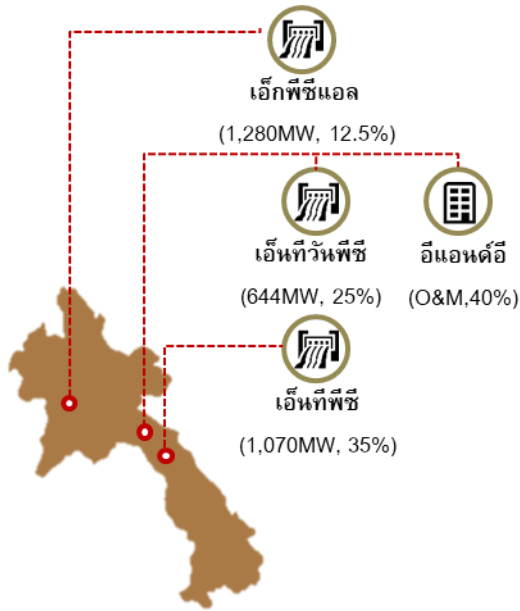 เอ็กพีซีแอล
(1,280MW, 12.5%)
เอ็นทีวันพีซี
(644MW, 25%)
อีแอนด์อี
(O&M,40%)
เอ็นทีพีซี
(1,070MW, 35%)